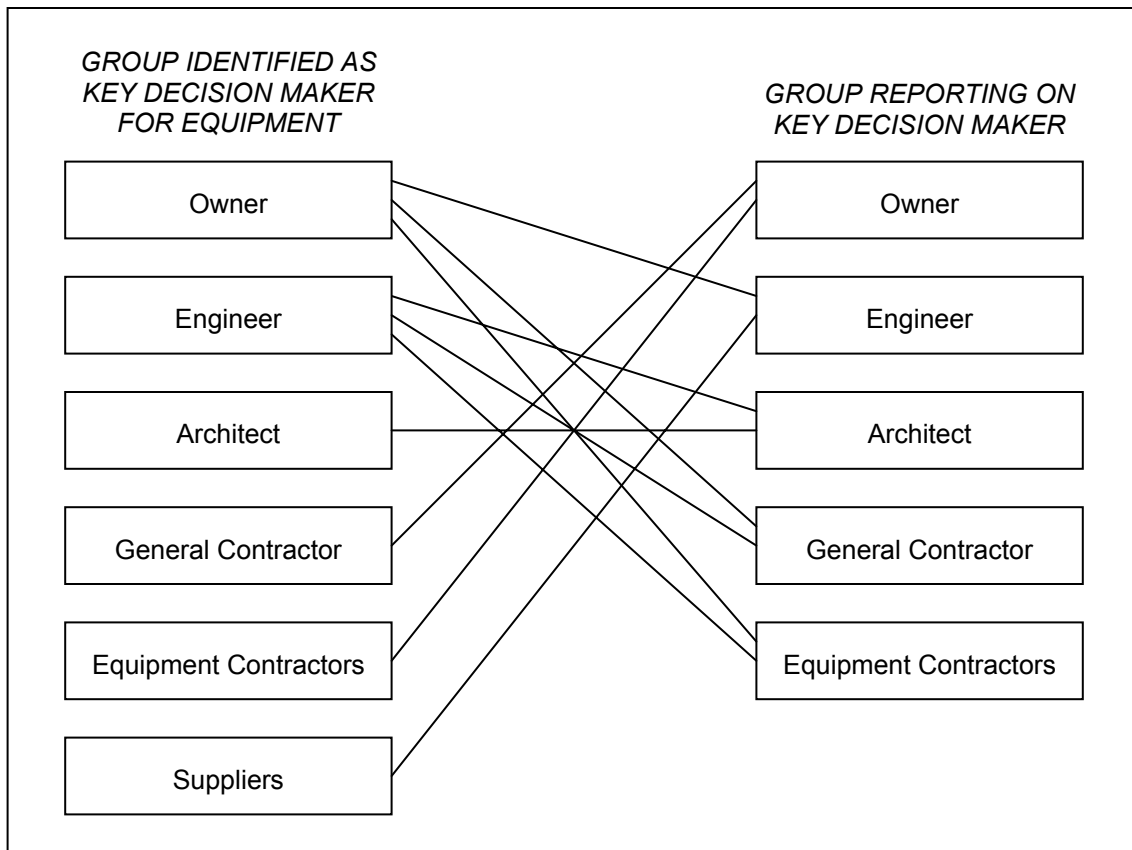 GROUP IDENTIFIED AS
KEY DECISION MAKER
FOR EQUIPMENT
GROUP REPORTING ON
KEY DECISION MAKER
Owner
Owner
Engineer
Engineer
Architect
Architect
General Contractor
General Contractor
Equipment Contractors
Equipment Contractors
Suppliers